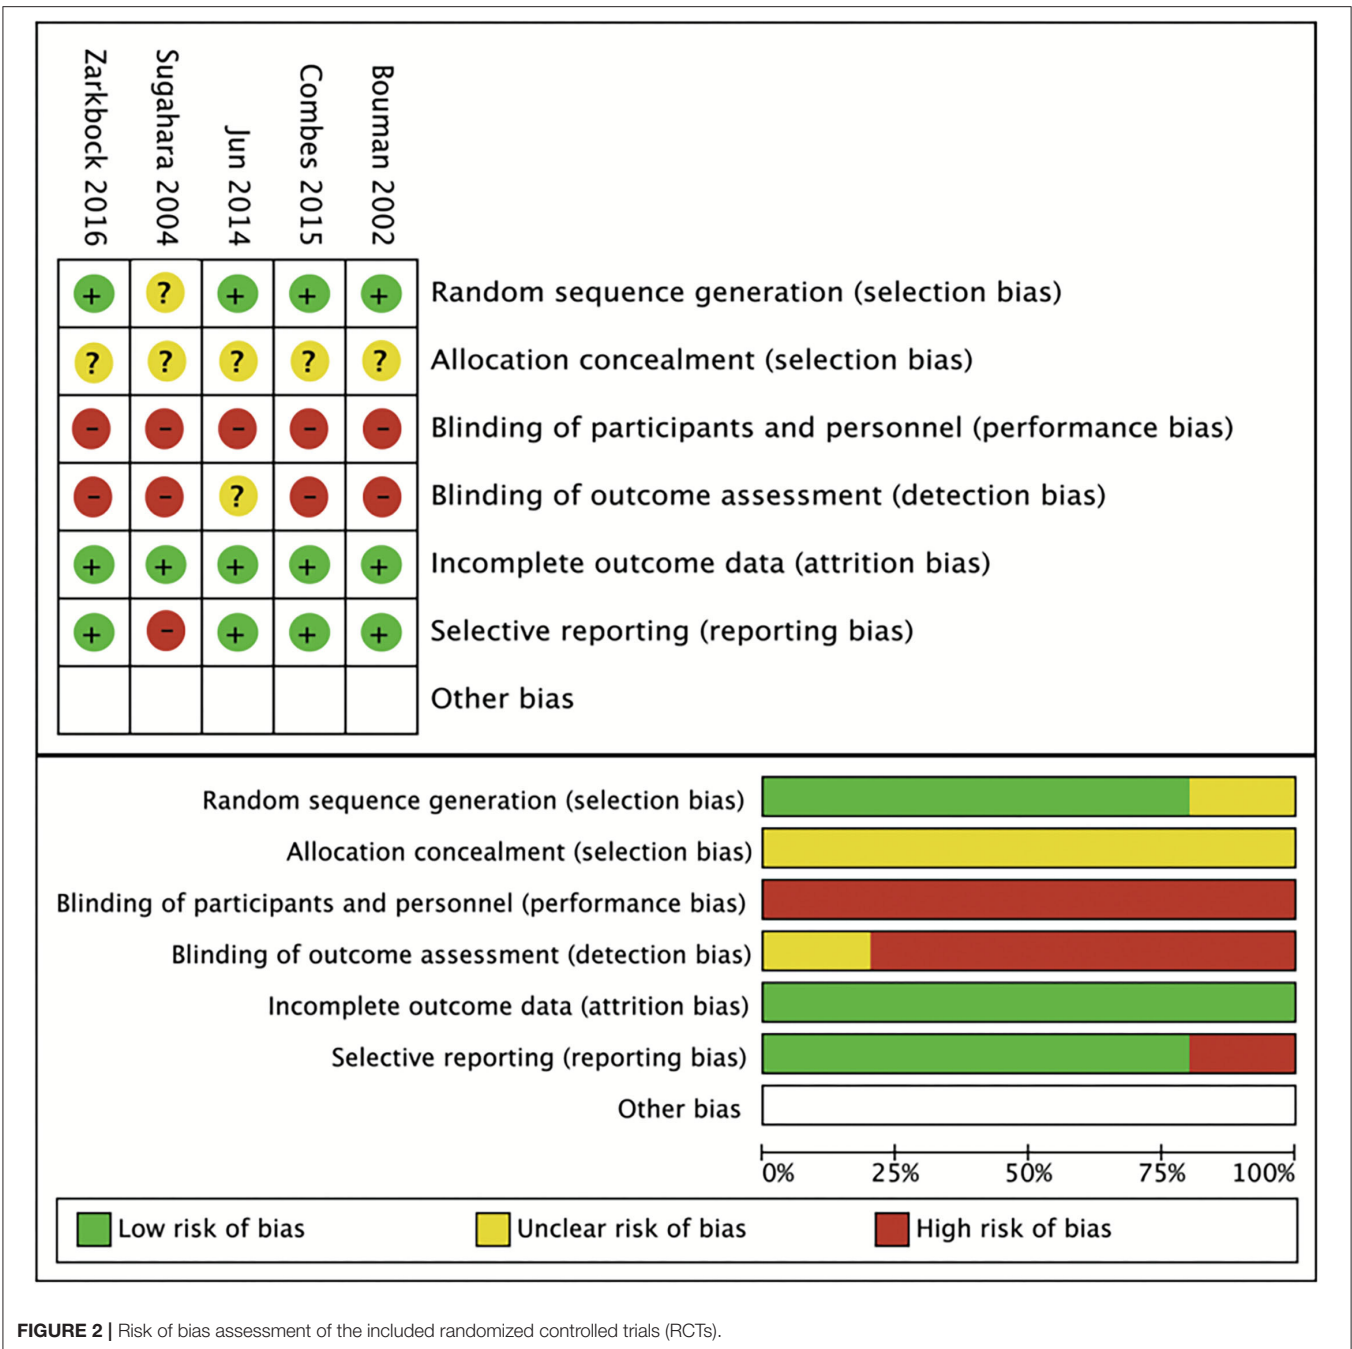 Zarkbock 2016
Sugahara 2004
Jun 2014
Combes 2015
Bouman 2002
+ ? + + + Random sequence generation (selection bias)
? ? ? ? ? Allocation concealment (selection bias)
- - - - - Blinding of participants and personnel (performance bias)
- - ? - - Blinding of outcome assessment (detection bias)
+ + + + + Incomplete outcome data (attrition bias)
+ - + + + Selective reporting (reporting bias)
Other bias
Random sequence generation (selection bias)
Allocation concealment (selection bias)
Blinding of participants and personnel (performance bias)
Blinding of outcome assessment (detection bias)
Incomplete outcome data (attrition bias)
Selective reporting (reporting bias)
Other bias
0% 25% 50% 75% 100%
Low risk of bias Unclear risk of bias High risk of bias
FIGURE 2 | Risk of bias assessment of the included randomized controlled trials (RCTs).